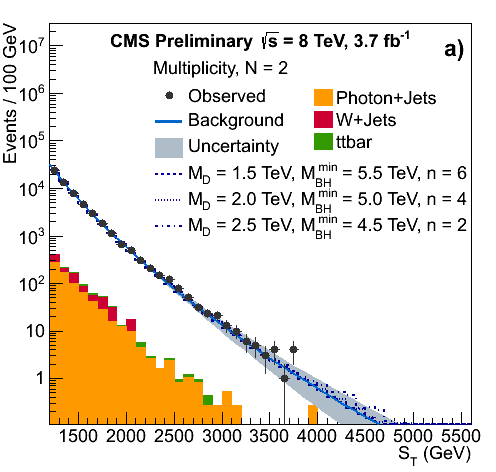 CMS Preliminary √s = 8 TeV, 3.7 fb⁻¹
a)
Multiplicity, N = 2
Observed
Background
Uncertainty
Photon+Jets
W+Jets
ttbar
M_D = 1.5 TeV, M_BH^min = 5.5 TeV, n = 6
M_D = 2.0 TeV, M_BH^min = 5.0 TeV, n = 4
M_D = 2.5 TeV, M_BH^min = 4.5 TeV, n = 2
Events / 100 GeV
10⁷
10⁶
10⁵
10⁴
10³
10²
10
1
1500 2000 2500 3000 3500 4000 4500 5000 5500
S_T (GeV)